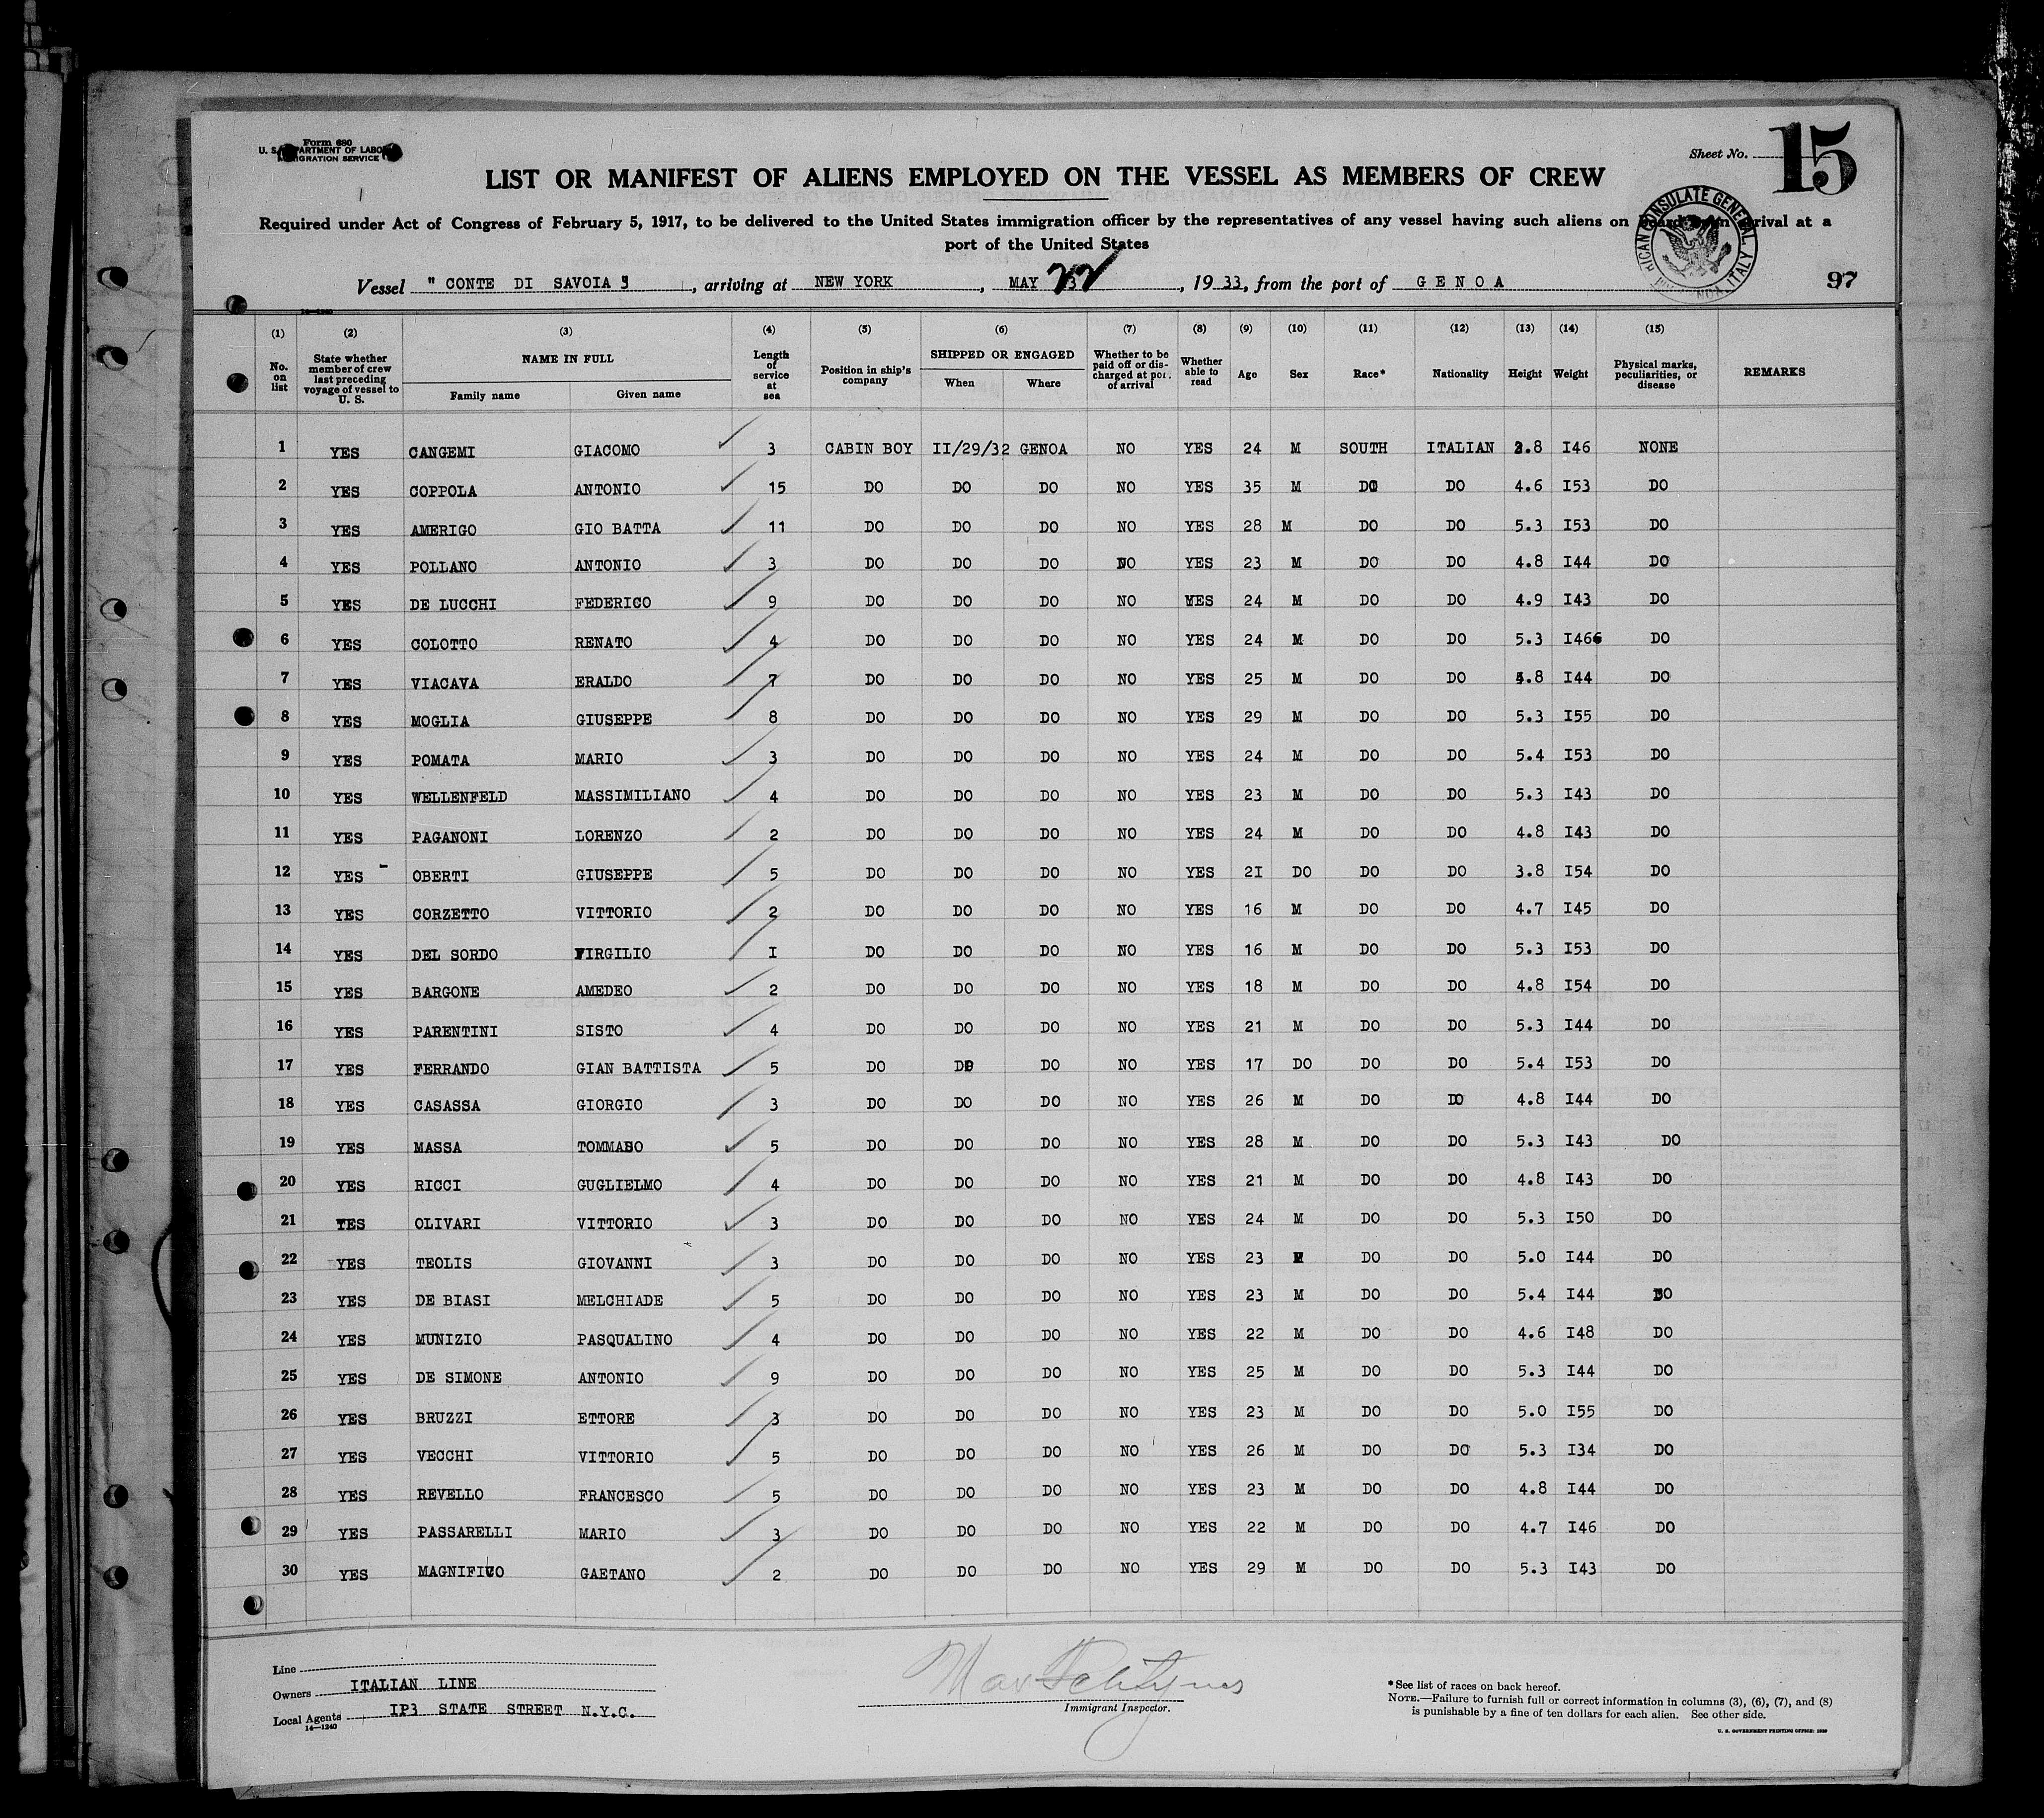 Form 680
U. S. DEPARTMENT OF LABOR
IMMIGRATION SERVICE
Sheet No. 15
LIST OR MANIFEST OF ALIENS EMPLOYED ON THE VESSEL AS MEMBERS OF CREW
Required under Act of Congress of February 5, 1917, to be delivered to the United States immigration officer by the representatives of any vessel having such aliens on board upon arrival at a
port of the United States
AMERICAN CONSULATE GENERAL GENOA, ITALY
Vessel " CONTE DI SAVOIA , arriving at NEW YORK , MAY 22 , 19 33, from the port of GENOA
97
14—1240
(1) (2) (3) (4) (5) (6) (7) (8) (9) (10) (11) (12) (13) (14) (15)
No. on list State whether member of crew last preceding voyage of vessel to U. S. NAME IN FULL Family name Given name Length of service at sea Position in ship's company SHIPPED OR ENGAGED When Where Whether to be paid off or discharged at port of arrival Whether able to read Age Sex Race* Nationality Height Weight Physical marks, peculiarities, or disease REMARKS
1 YES CANGEMI GIACOMO 3 CABIN BOY II/29/32 GENOA NO YES 24 M SOUTH ITALIAN .8 I46 NONE
2 YES COPPOLA ANTONIO 15 DO DO DO NO YES 35 M DO DO 4.6 I53 DO
3 YES AMERIGO GIO BATTA 11 DO DO DO NO YES 28 M DO DO 5.3 I53 DO
4 YES POLLANO ANTONIO 3 DO DO DO NO YES 23 M DO DO 4.8 I44 DO
5 YES DE LUCCHI FEDERICO 9 DO DO DO NO YES 24 M DO DO 4.9 I43 DO
6 YES COLOTTO RENATO 4 DO DO DO NO YES 24 M DO DO 5.3 I466 DO
7 YES VIACAVA ERALDO 7 DO DO DO NO YES 25 M DO DO .8 I44 DO
8 YES MOGLIA GIUSEPPE 8 DO DO DO NO YES 29 M DO DO 5.3 I55 DO
9 YES POMATA MARIO 3 DO DO DO NO YES 24 M DO DO 5.4 I53 DO
10 YES WELLENFELD MASSIMILIANO 4 DO DO DO NO YES 23 M DO DO 5.3 I43 DO
11 YES PAGANONI LORENZO 2 DO DO DO NO YES 24 M DO DO 4.8 I43 DO
12 YES OBERTI GIUSEPPE 5 DO DO DO NO YES 2I DO DO DO 3.8 I54 DO
13 YES CORZETTO VITTORIO 2 DO DO DO NO YES 16 M DO DO 4.7 I45 DO
14 YES DEL SORDO VIRGILIO I DO DO DO NO YES 16 M DO DO 5.3 I53 DO
15 YES BARGONE AMEDEO 2 DO DO DO NO YES 18 M DO DO 4.8 I54 DO
16 YES PARENTINI SISTO 4 DO DO DO NO YES 21 M DO DO 5.3 I44 DO
17 YES FERRANDO GIAN BATTISTA 5 DO DO DO NO YES 17 DO DO DO 5.4 I53 DO
18 YES CASASSA GIORGIO 3 DO DO DO NO YES 26 M DO DO 4.8 I44 DO
19 YES MASSA TOMMASO 5 DO DO DO NO YES 28 M DO DO 5.3 I43 DO
20 YES RICCI GUGLIELMO 4 DO DO DO NO YES 21 M DO DO 4.8 I43 DO
21 YES OLIVARI VITTORIO 3 DO DO DO NO YES 24 M DO DO 5.3 I50 DO
22 YES TEOLIS GIOVANNI 3 DO DO DO NO YES 23 M DO DO 5.0 I44 DO
23 YES DE BIASI MELCHIADE 5 DO DO DO NO YES 23 M DO DO 5.4 I44 DO
24 YES MUNIZIO PASQUALINO 4 DO DO DO NO YES 22 M DO DO 4.6 I48 DO
25 YES DE SIMONE ANTONIO 9 DO DO DO NO YES 25 M DO DO 5.3 I44 DO
26 YES BRUZZI ETTORE 3 DO DO DO NO YES 23 M DO DO 5.0 I55 DO
27 YES VECCHI VITTORIO 5 DO DO DO NO YES 26 M DO DO 5.3 I34 DO
28 YES REVELLO FRANCESCO 5 DO DO DO NO YES 23 M DO DO 4.8 I44 DO
29 YES PASSARELLI MARIO 3 DO DO DO NO YES 22 M DO DO 4.7 I46 DO
30 YES MAGNIFICO GAETANO 2 DO DO DO NO YES 29 M DO DO 5.3 I43 DO
Line
Owners ITALIAN LINE
Local Agents IP3 STATE STREET N.Y.C.
14—1240
Immigrant Inspector.
*See list of races on back hereof.
NOTE.—Failure to furnish full or correct information in columns (3), (6), (7), and (8)
is punishable by a fine of ten dollars for each alien. See other side.
U. S. GOVERNMENT PRINTING OFFICE: 1930